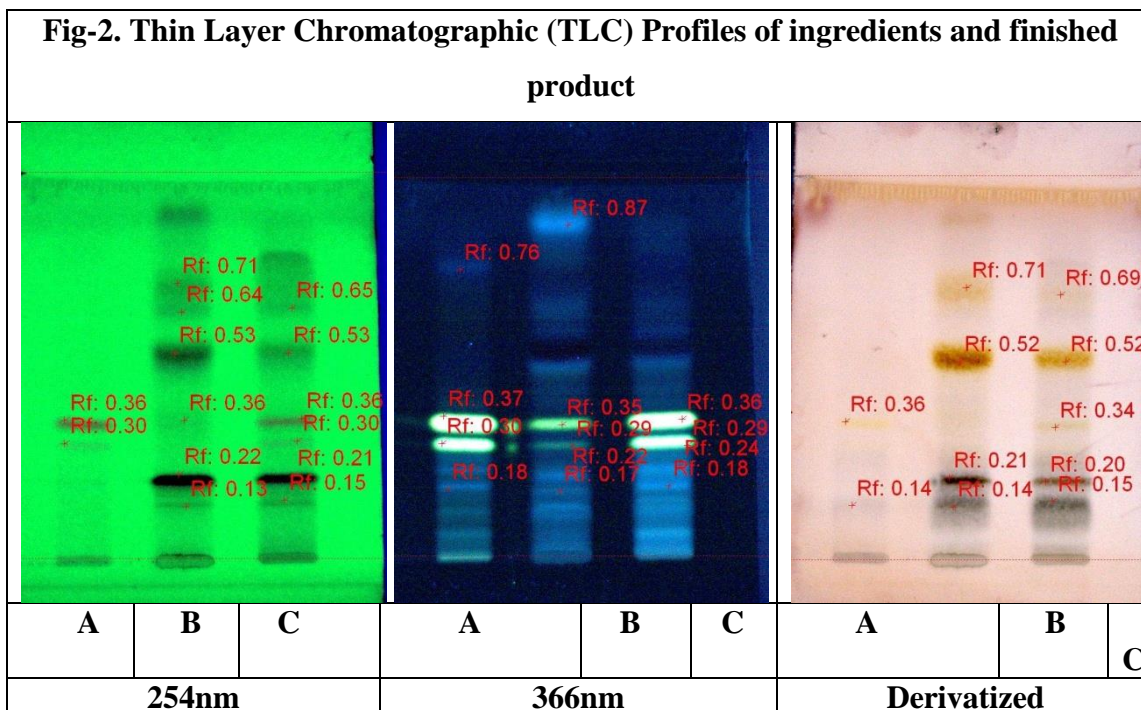 Fig-2. Thin Layer Chromatographic (TLC) Profiles of ingredients and finished
product
Rf: 0.71
Rf: 0.64
Rf: 0.65
Rf: 0.53
Rf: 0.53
Rf: 0.36
Rf: 0.36
Rf: 0.36
Rf: 0.30
Rf: 0.30
Rf: 0.22
Rf: 0.21
Rf: 0.13
Rf: 0.15
Rf: 0.87
Rf: 0.76
Rf: 0.37
Rf: 0.35
Rf: 0.36
Rf: 0.30
Rf: 0.29
Rf: 0.29
Rf: 0.24
Rf: 0.22
Rf: 0.18
Rf: 0.17
Rf: 0.18
Rf: 0.71
Rf: 0.69
Rf: 0.52
Rf: 0.52
Rf: 0.36
Rf: 0.34
Rf: 0.21
Rf: 0.20
Rf: 0.14
Rf: 0.14
Rf: 0.15
A B C A B C A B
C
254nm 366nm Derivatized